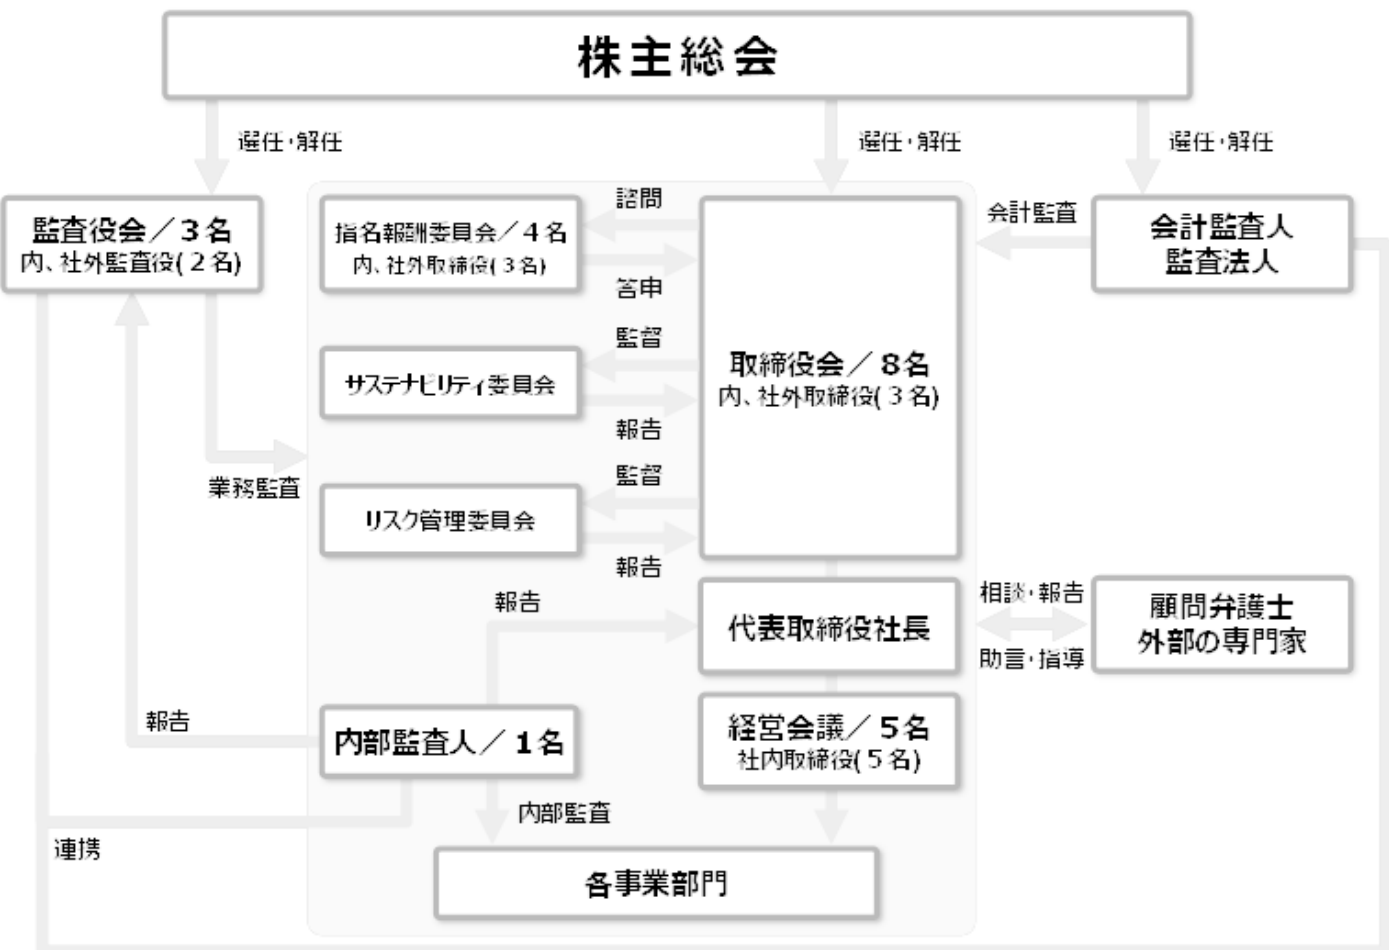 株主総会
選任・解任
選任・解任
選任・解任
監査役会／3名
内、社外監査役(２名)
指名報酬委員会／４名
内、社外取締役(３名)
諮問
答申
会計監査
会計監査人
監査法人
監督
サステナビリティ委員会
報告
取締役会／8名
内、社外取締役(３名)
業務監査
監督
リスク管理委員会
報告
報告
代表取締役社長
相談・報告
助言・指導
顧問弁護士
外部の専門家
報告
内部監査人／1名
経営会議／5名
社内取締役(５名)
内部監査
連携
各事業部門